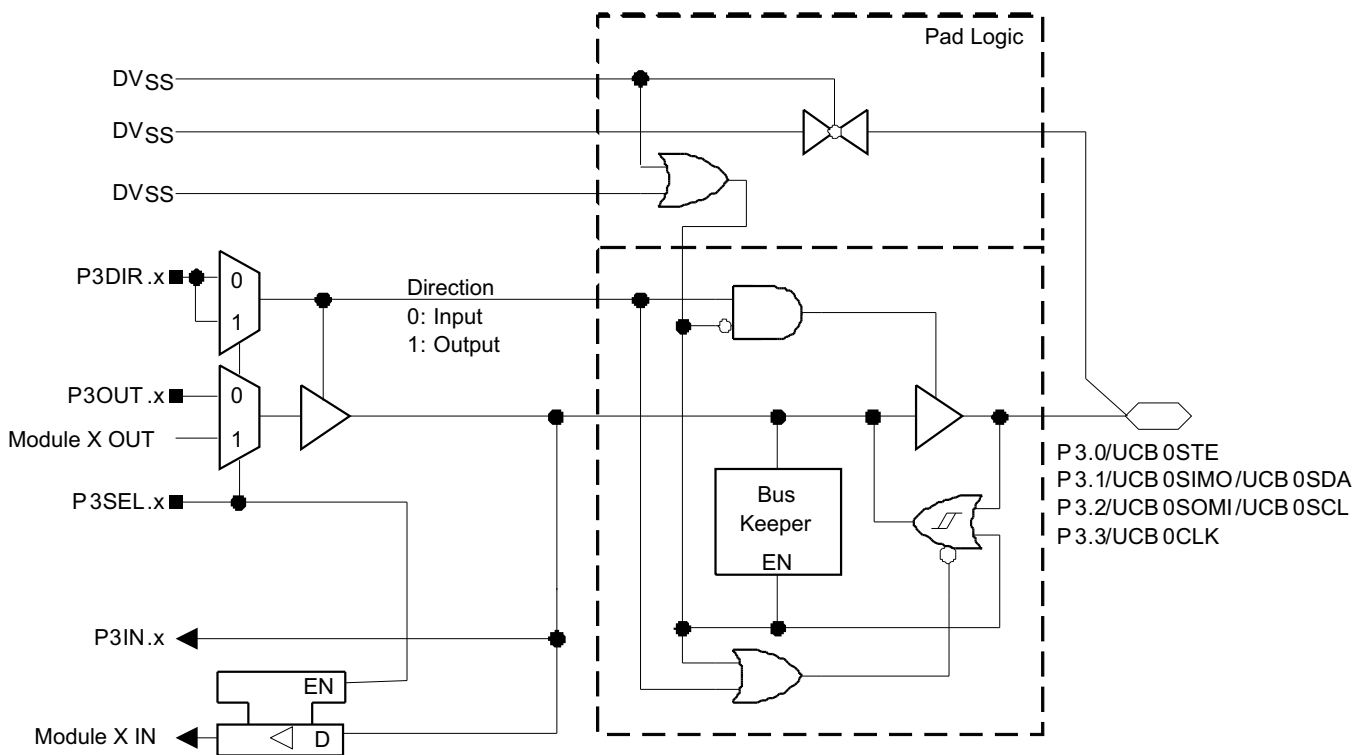 Pad Logic
DVSS
DVSS
DVSS
P3DIR.x
0
1
Direction
0: Input
1: Output
P3OUT.x
0
Module X OUT
1
P3SEL.x
Bus
Keeper
EN
P3.0/UCB0STE
P3.1/UCB0SIMO/UCB0SDA
P3.2/UCB0SOMI/UCB0SCL
P3.3/UCB0CLK
P3IN.x
EN
Module X IN
D